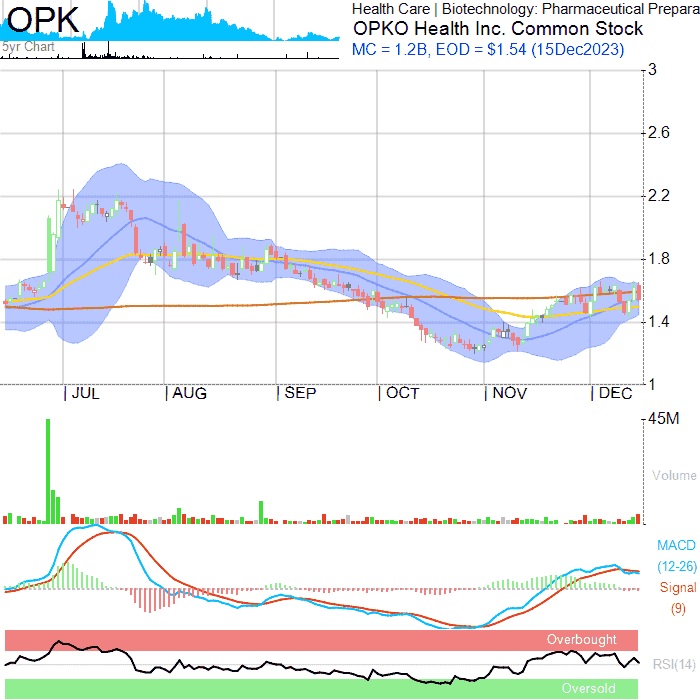 OPK
5yr Chart
Health Care | Biotechnology: Pharmaceutical Prepara
OPKO Health Inc. Common Stock
MC = 1.2B, EOD = $1.54 (15Dec2023)
3
2.6
2.2
1.8
1.4
1
| JUL | AUG | SEP | OCT | NOV | DEC
45M
Volume
MACD
(12-26)
Signal
(9)
Overbought
RSI(14)
Oversold